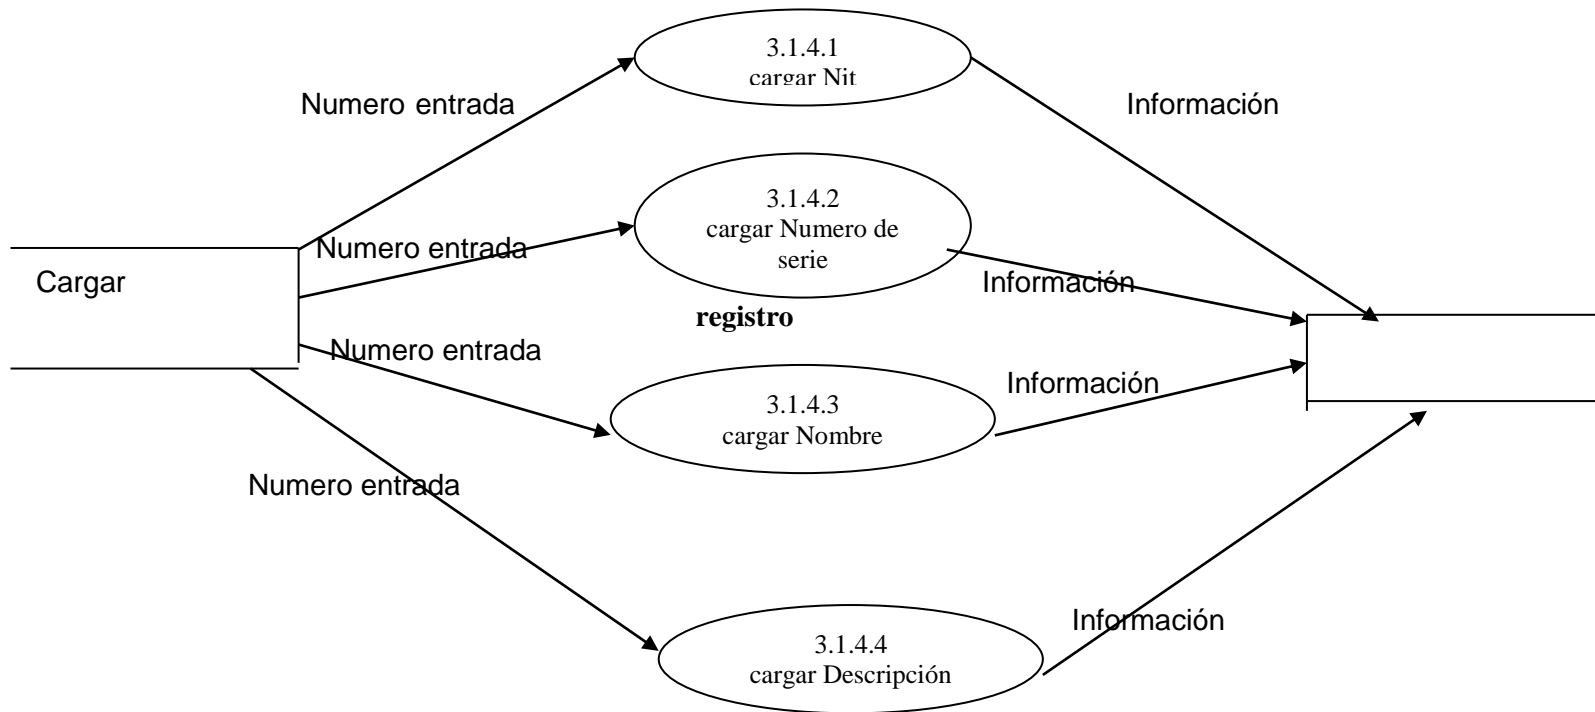 3.1.4.1
cargar Nit
Numero entrada
Información
3.1.4.2
cargar Numero de
serie
Numero entrada
Información
Cargar
registro
Numero entrada
Información
3.1.4.3
cargar Nombre
Numero entrada
Información
3.1.4.4
cargar Descripción